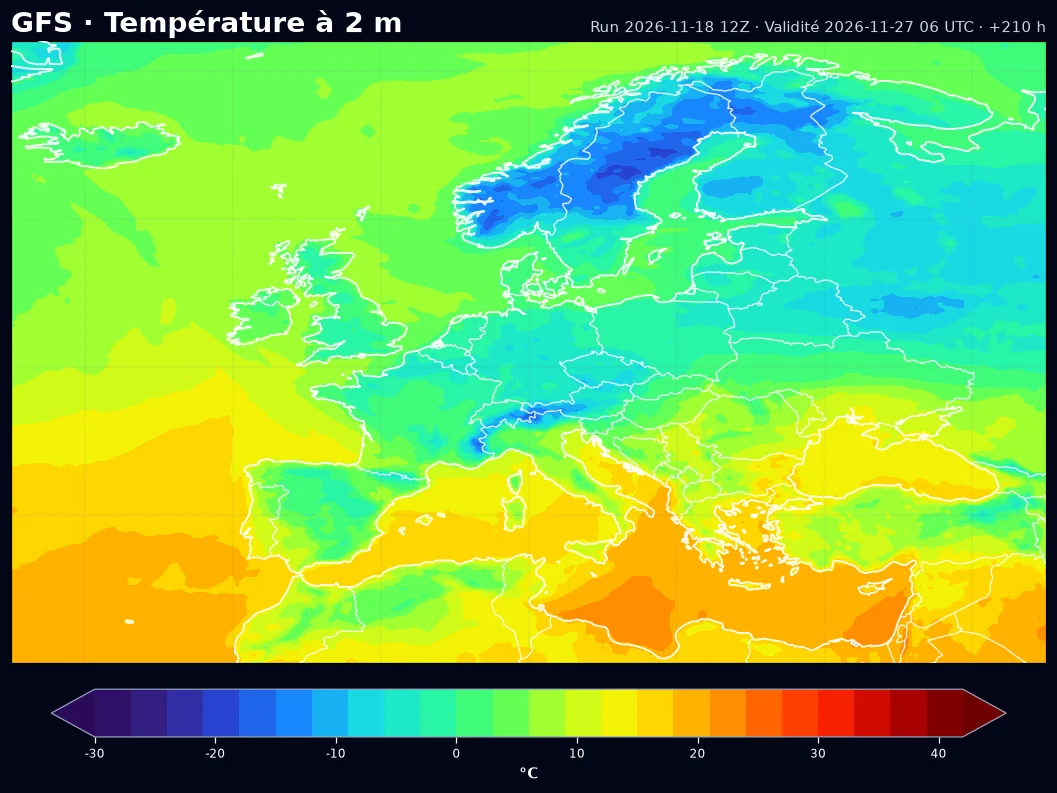 GFS · Température à 2 m
Run 2026-11-18 12Z · Validité 2026-11-27 06 UTC · +210 h
-30 -20 -10 0 10 20 30 40
°C